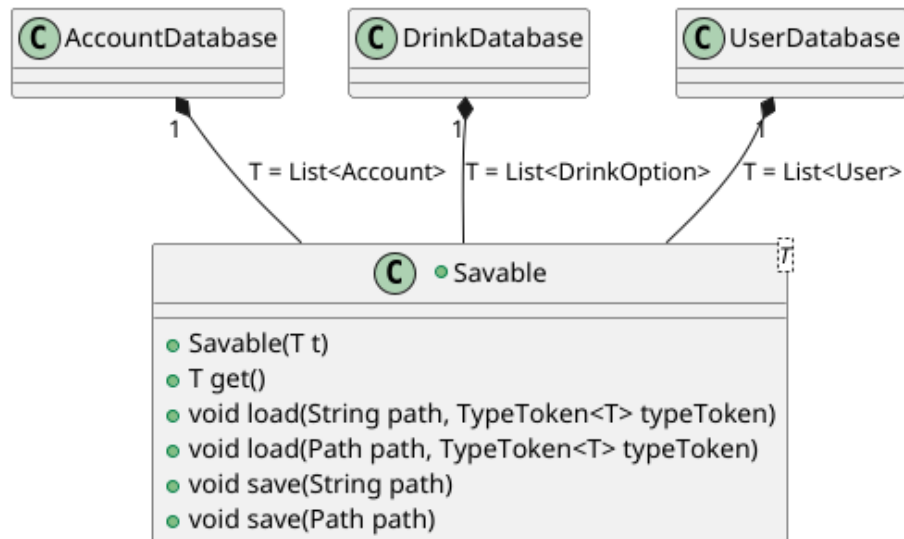 C AccountDatabase
C DrinkDatabase
C UserDatabase
1
1
1
T = List<Account>
T = List<DrinkOption>
T = List<User>
C Savable
T
Savable(T t)
T get()
void load(String path, TypeToken<T> typeToken)
void load(Path path, TypeToken<T> typeToken)
void save(String path)
void save(Path path)